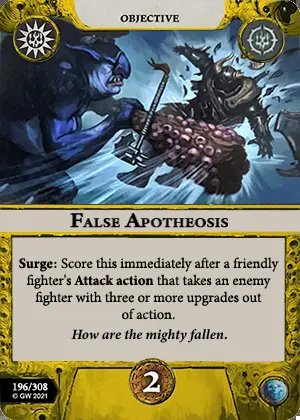 OBJECTIVE
FALSE APOTHEOSIS
Surge: Score this immediately after a friendly
fighter's Attack action that takes an enemy
fighter with three or more upgrades out
of action.
How are the mighty fallen.
196/308
© GW 2021
2